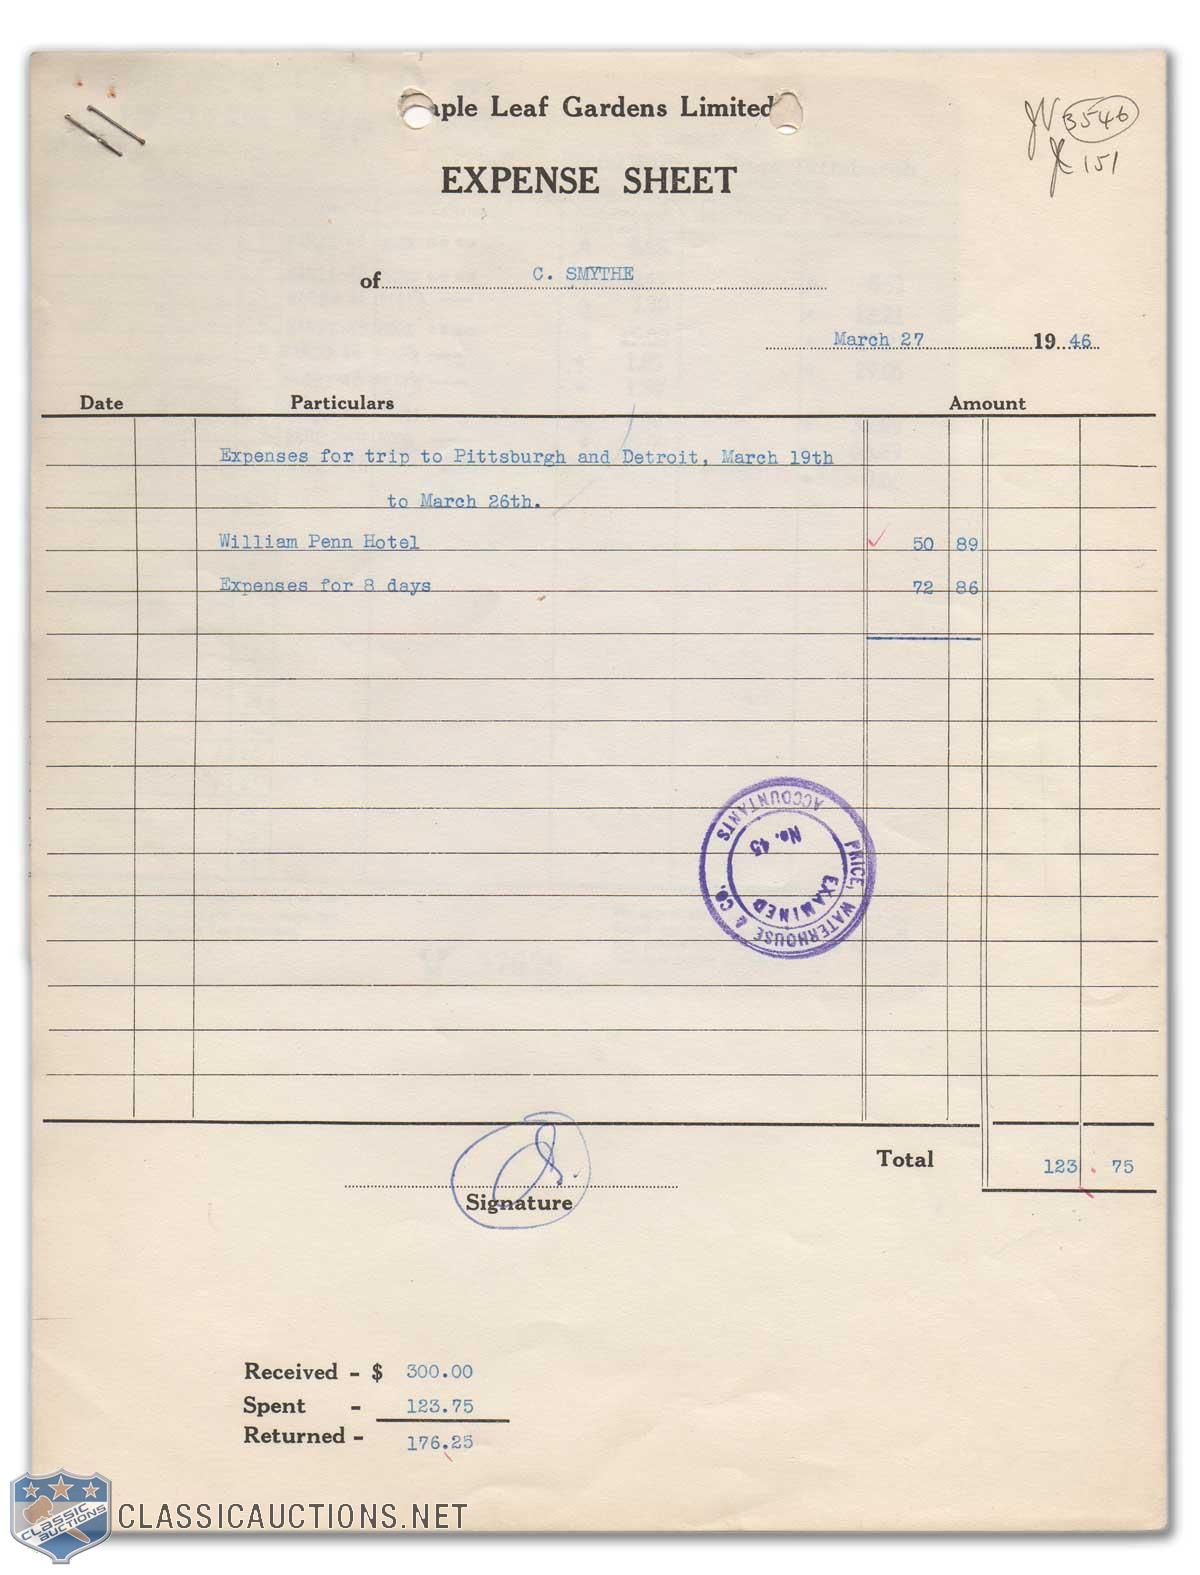 aple Leaf Gardens Limited
JV 3546
151
EXPENSE SHEET
of C. SMYTHE
March 27 19 46
Date Particulars Amount
Expenses for trip to Pittsburgh and Detroit, March 19th
to March 26th.
William Penn Hotel 50 89
Expenses for 8 days 72 86
PRICE, WATERHOUSE & CO.
ACCOUNTANTS
EXAMINED
No. 45
Total 123.75
Signature
Received - $ 300.00
Spent - 123.75
Returned - 176.25
CLASSIC AUCTIONS
CLASSICAUCTIONS.NET